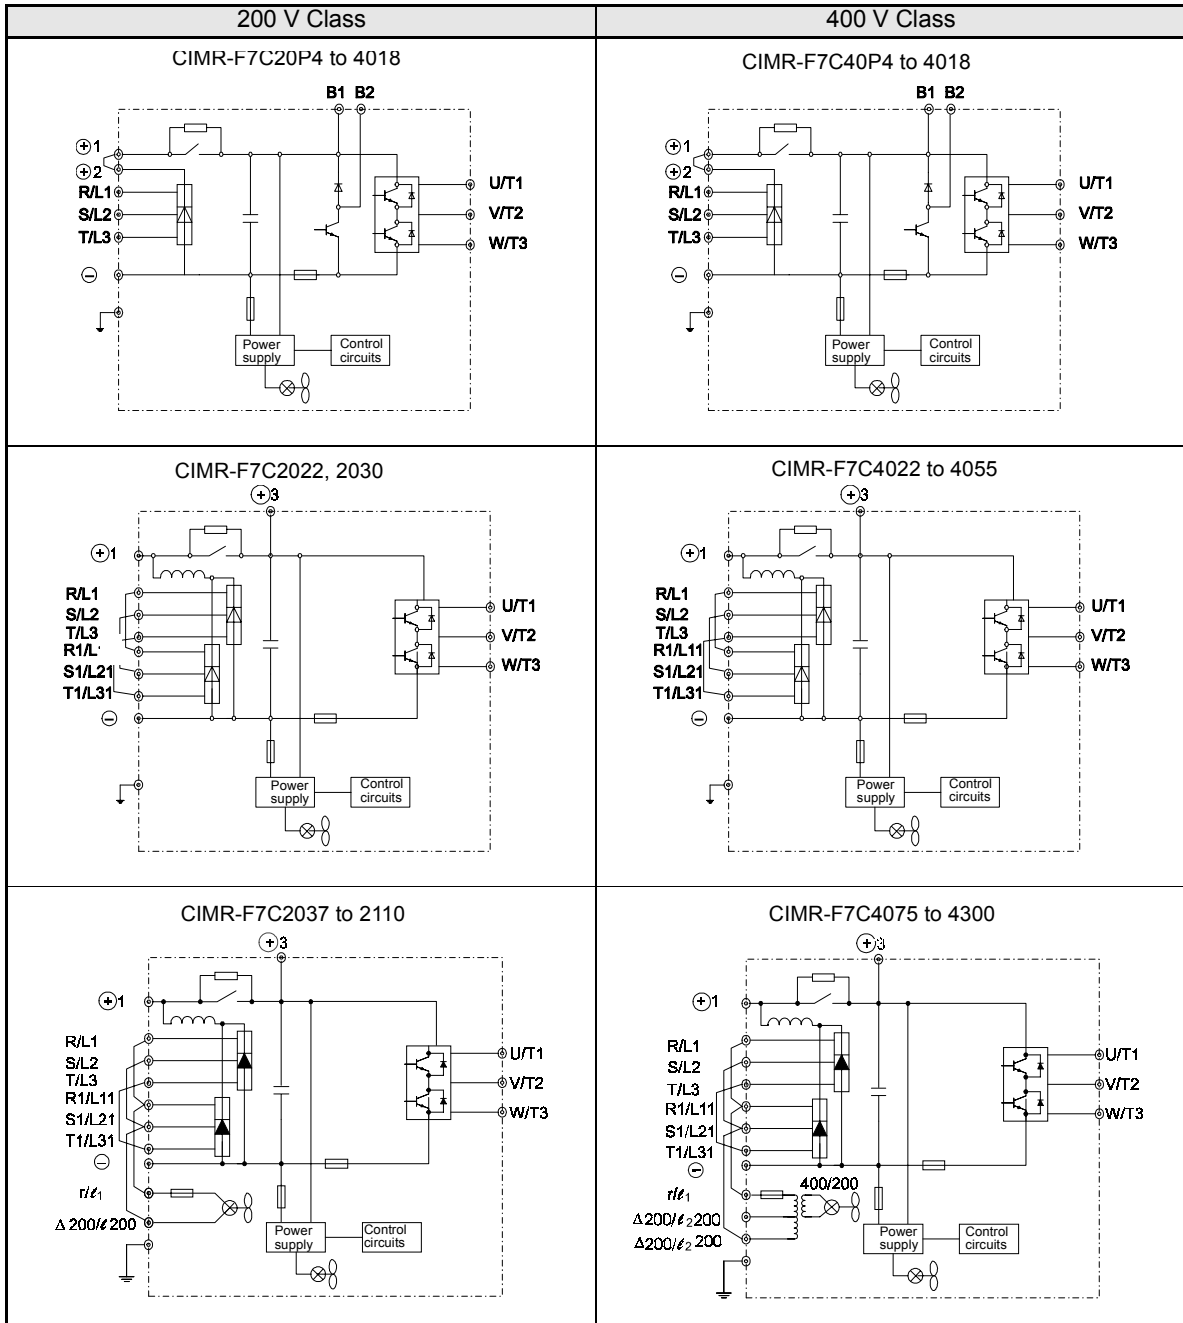 200 V Class
400 V Class
CIMR-F7C20P4 to 4018
B1 B2
⊕1
⊕2
R/L1
S/L2
T/L3
⊖
U/T1
V/T2
W/T3
Power supply
Control circuits
CIMR-F7C40P4 to 4018
B1 B2
⊕1
⊕2
R/L1
S/L2
T/L3
⊖
U/T1
V/T2
W/T3
Power supply
Control circuits
CIMR-F7C2022, 2030
⊕3
⊕1
R/L1
S/L2
T/L3
S1/L21
T1/L31
⊖
U/T1
V/T2
W/T3
Power supply
Control circuits
CIMR-F7C4022 to 4055
⊕3
⊕1
R/L1
S/L2
T/L3
R1/L11
S1/L21
T1/L31
⊖
U/T1
V/T2
W/T3
Power supply
Control circuits
CIMR-F7C2037 to 2110
⊕3
⊕1
R/L1
S/L2
T/L3
R1/L11
S1/L21
T1/L31
⊖
r/ℓ₁
Δ200/ℓ200
U/T1
V/T2
W/T3
Power supply
Control circuits
CIMR-F7C4075 to 4300
⊕3
⊕1
R/L1
S/L2
T/L3
R1/L11
S1/L21
T1/L31
⊖
r/ℓ₁
400/200
Δ200/ℓ₂200
Δ200/ℓ₂200
U/T1
V/T2
W/T3
Power supply
Control circuits